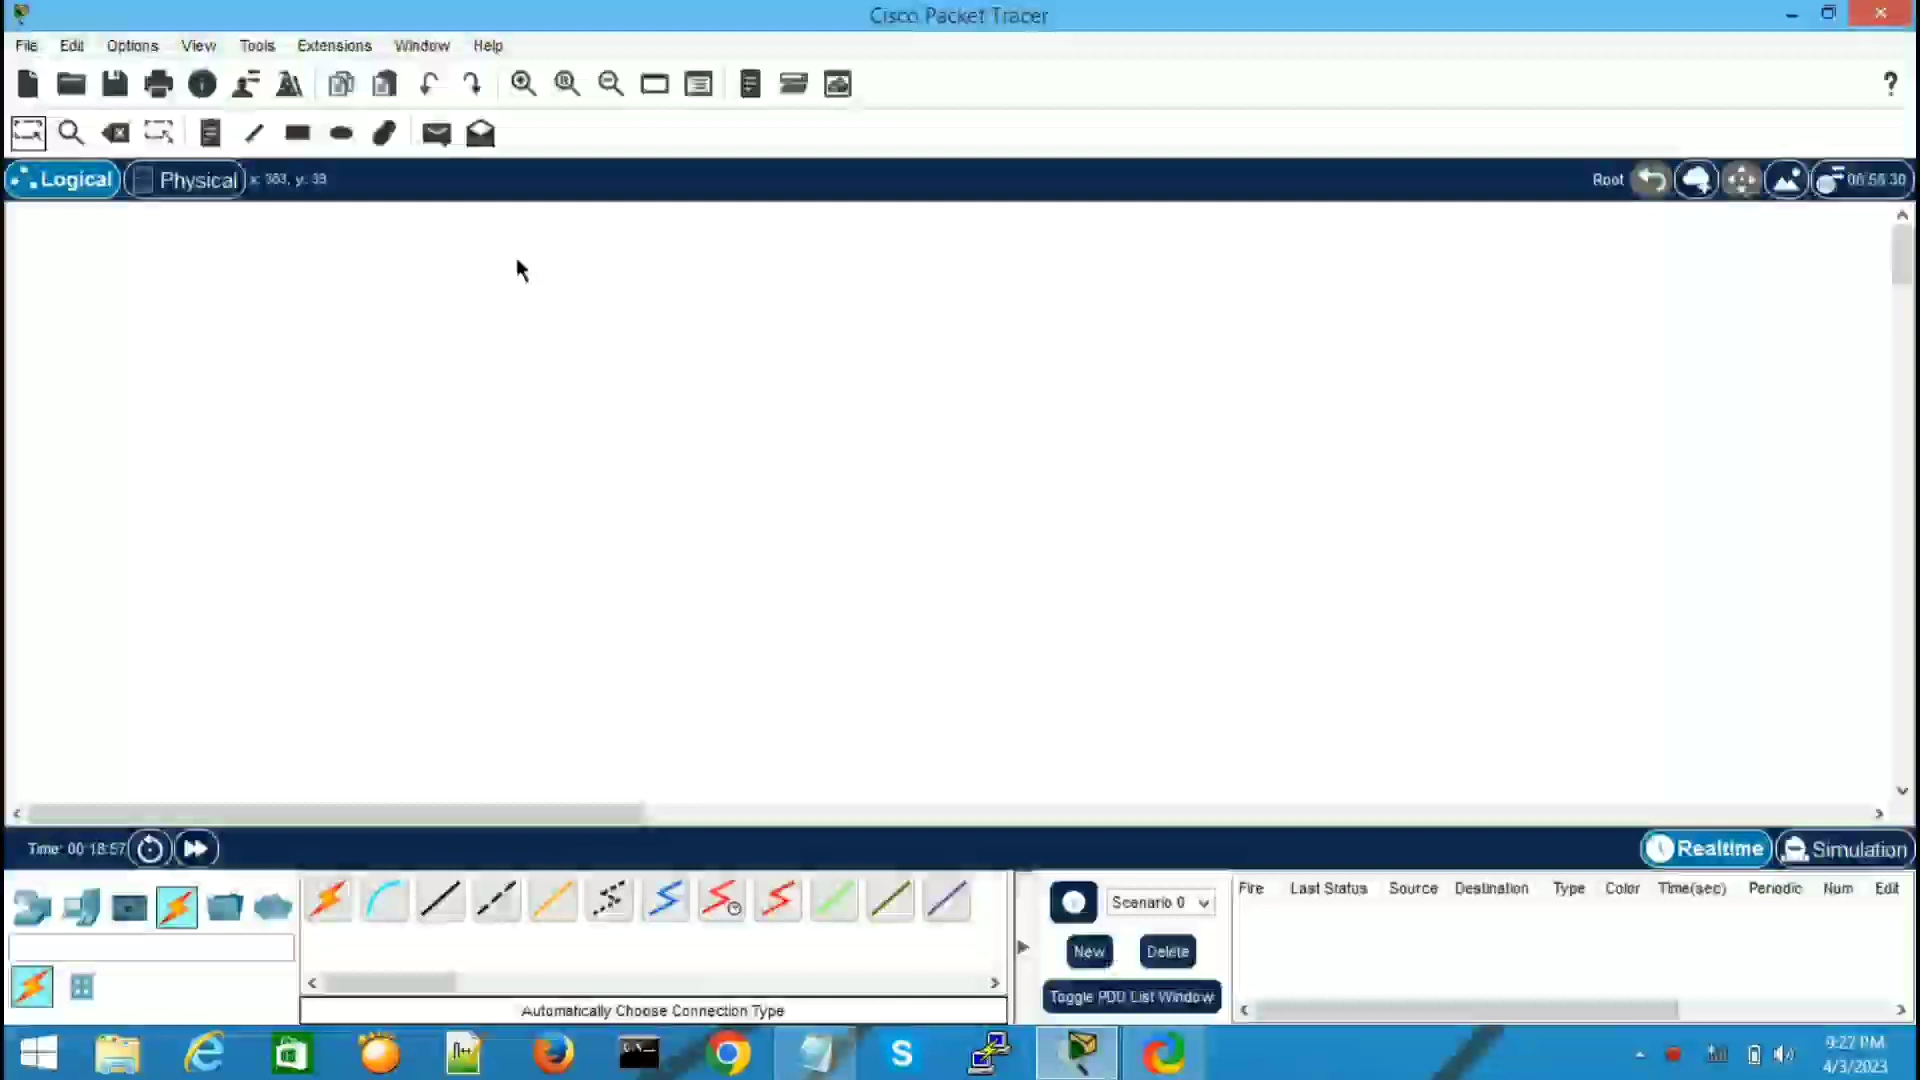 Cisco Packet Tracer
File Edit Options View Tools Extensions Window Help
Logical Physical x: 363, y: 33 Root
Time: 00:18:57 Realtime Simulation
Fire Last Status Source Destination Type Color Time(sec) Periodic Num Edit
Scenario 0
New Delete
Toggle PDU List Window
Automatically Choose Connection Type
9:27 PM
4/3/2023